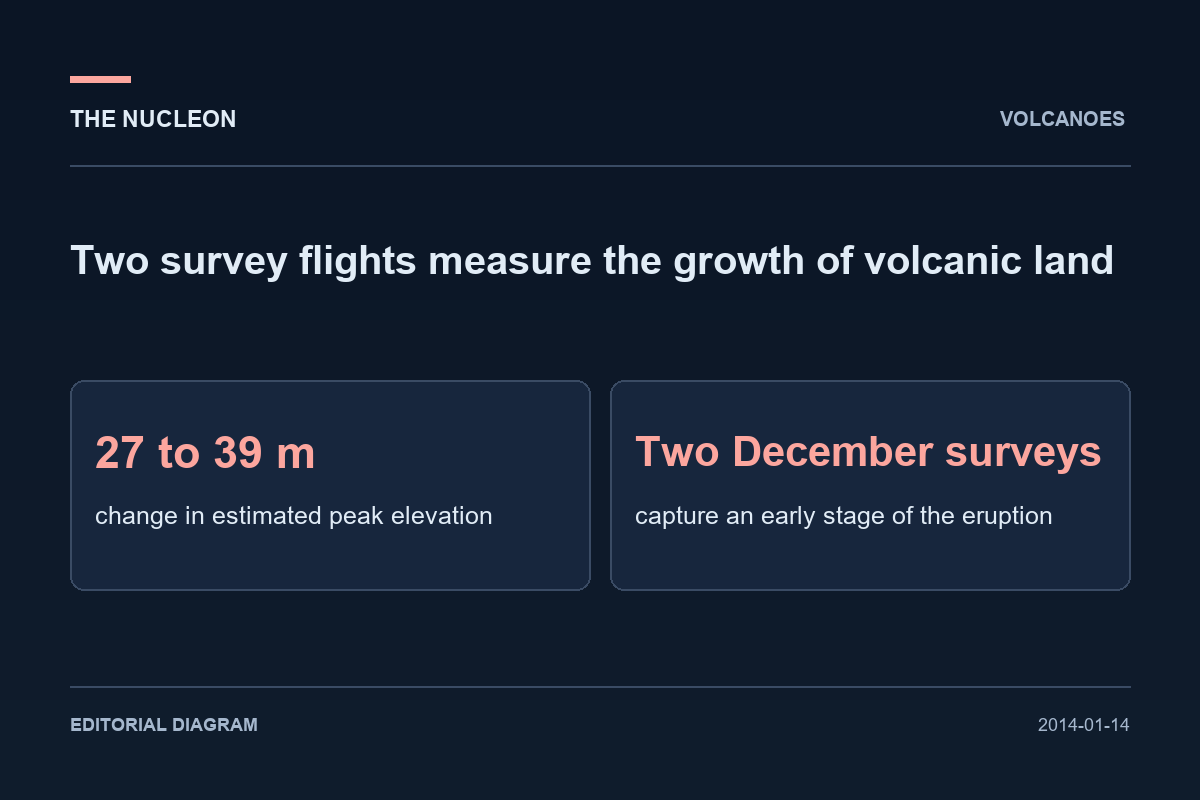 THE NUCLEON
VOLCANOES
Two survey flights measure the growth of volcanic land
27 to 39 m
change in estimated peak elevation
Two December surveys
capture an early stage of the eruption
EDITORIAL DIAGRAM
2014-01-14